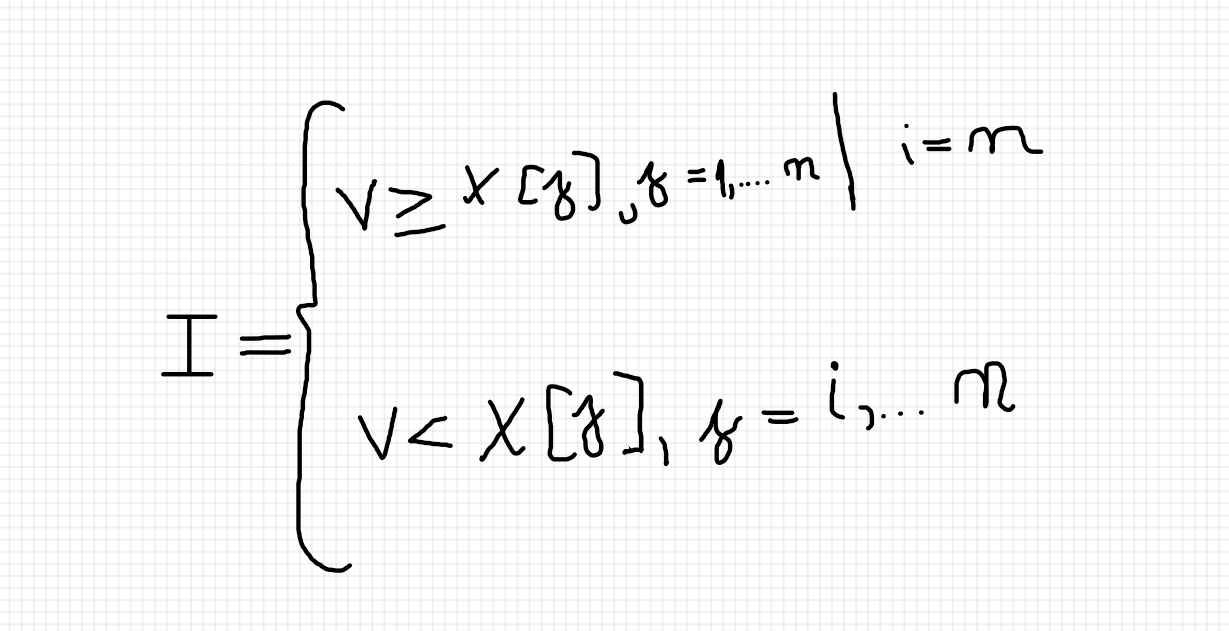 V ≥ X[j], j = 1,.... n | i = n
I = {
V < X[j], j = i,... n